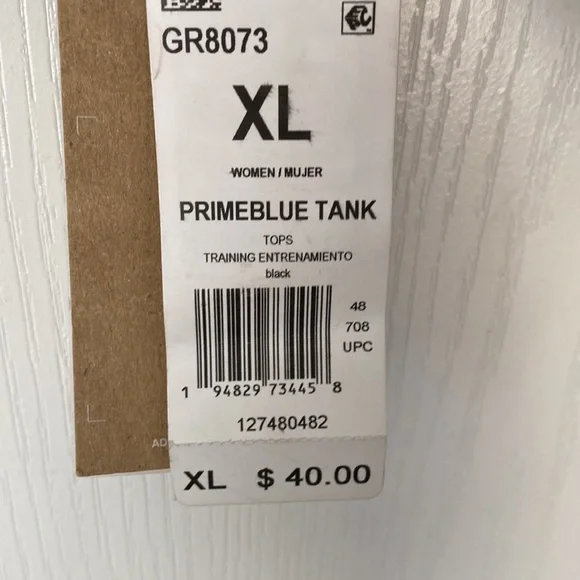 GR8073
XL
WOMEN / MUJER
PRIMEBLUE TANK
TOPS
TRAINING ENTRENAMIENTO
black
48
708
UPC
1 94829 73445 8
127480482
AD
XL $ 40.00